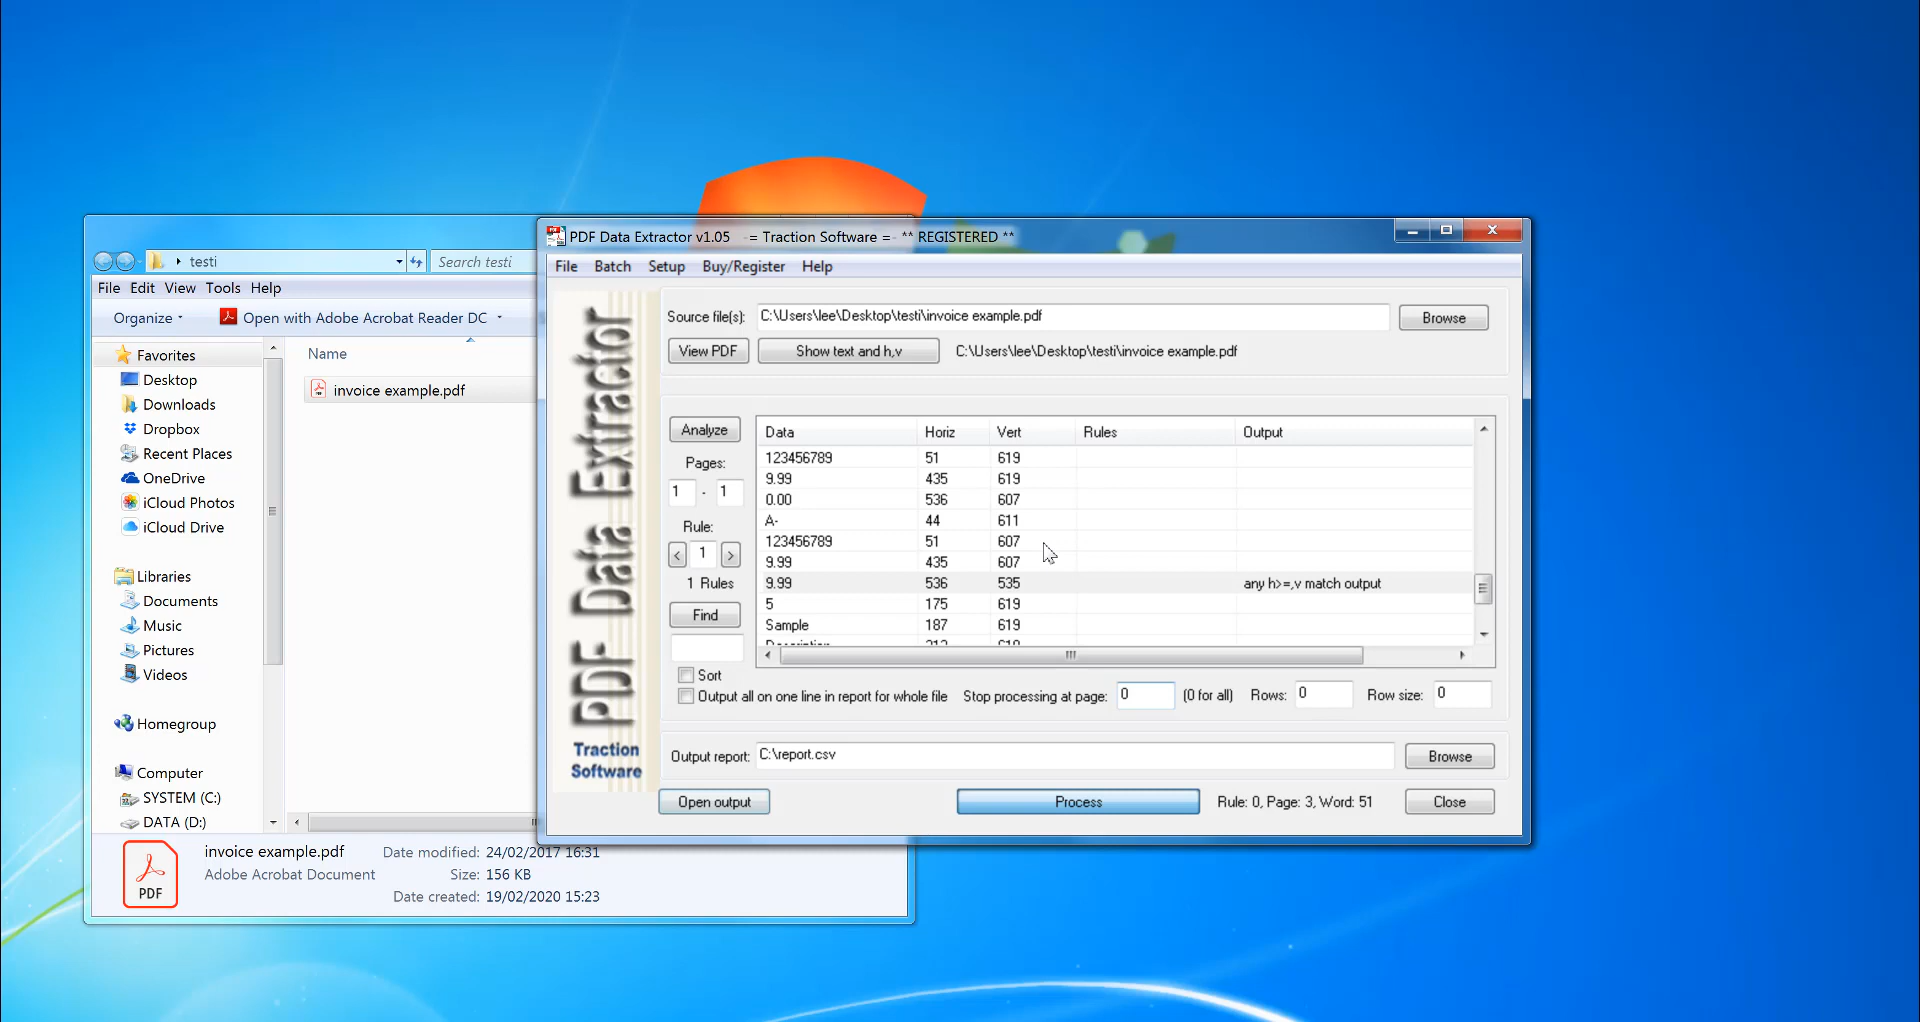 testi
Search testi
File Edit View Tools Help
Organize
Open with Adobe Acrobat Reader DC
Favorites
Desktop
Downloads
Dropbox
Recent Places
OneDrive
iCloud Photos
iCloud Drive
Libraries
Documents
Music
Pictures
Videos
Homegroup
Computer
SYSTEM (C:)
DATA (D:)
Name
invoice example.pdf
PDF
invoice example.pdf
Adobe Acrobat Document
Date modified: 24/02/2017 16:31
Size: 156 KB
Date created: 19/02/2020 15:23
PDF Data Extractor v1.05 -= Traction Software =- ** REGISTERED **
File Batch Setup Buy/Register Help
PDF Data Extractor
Traction
Software
Source file(s): C:\Users\lee\Desktop\testi\invoice example.pdf Browse
View PDF Show text and h,v C:\Users\lee\Desktop\testi\invoice example.pdf
Analyze
Pages:
1 - 1
Rule:
< 1 >
1 Rules
Find
Data Horiz Vert Rules Output
123456789 51 619
9.99 435 619
0.00 536 607
A- 44 611
123456789 51 607
9.99 435 607
9.99 536 535 any h>=,v match output
5 175 619
Sample 187 619
Description 212 619
Sort
Output all on one line in report for whole file Stop processing at page: 0 (0 for all) Rows: 0 Row size: 0
Output report: C:\report.csv Browse
Open output Process Rule: 0, Page: 3, Word: 51 Close